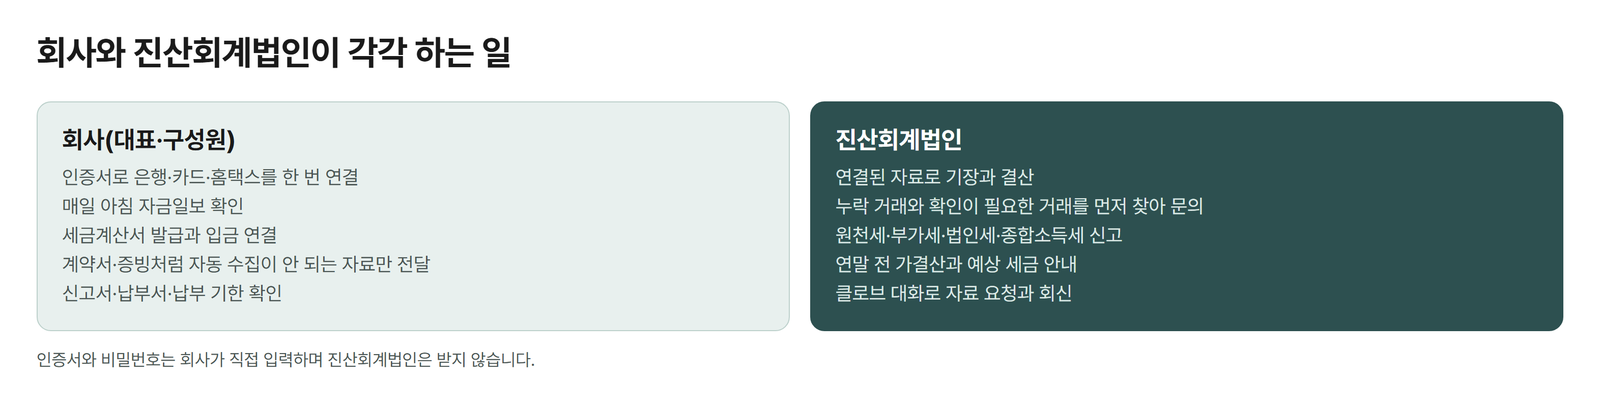 회사와 진산회계법인이 각각 하는 일
회사(대표·구성원)
인증서로 은행·카드·홈택스를 한 번 연결
매일 아침 자금일보 확인
세금계산서 발급과 입금 연결
계약서·증빙처럼 자동 수집이 안 되는 자료만 전달
신고서·납부서·납부 기한 확인
진산회계법인
연결된 자료로 기장과 결산
누락 거래와 확인이 필요한 거래를 먼저 찾아 문의
원천세·부가세·법인세·종합소득세 신고
연말 전 가결산과 예상 세금 안내
클로브 대화로 자료 요청과 회신
인증서와 비밀번호는 회사가 직접 입력하며 진산회계법인은 받지 않습니다.